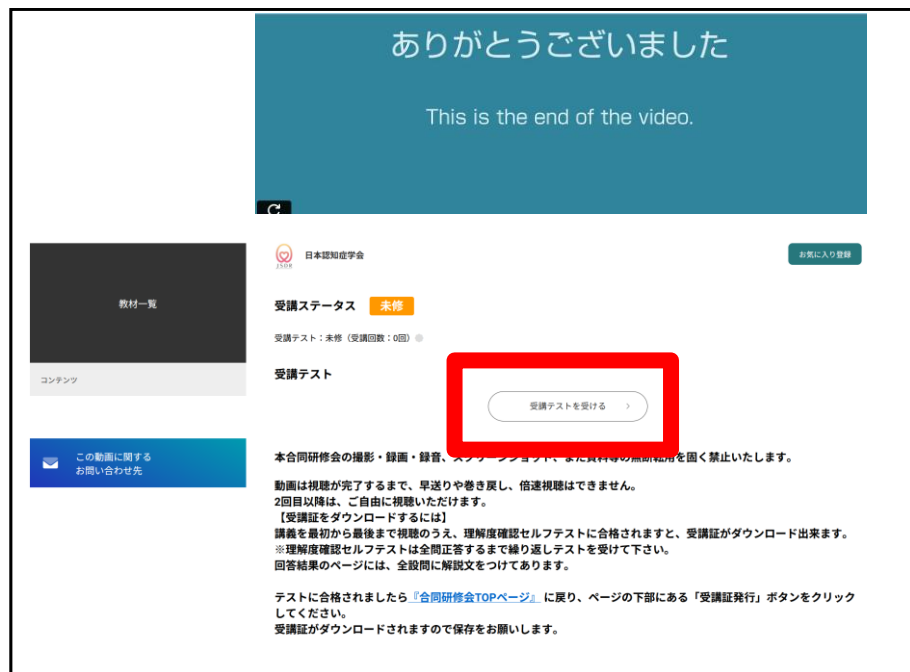 ありがとうございました
This is the end of the video.
JSDR
日本認知症学会
お気に入り登録
教材一覧
コンテンツ
この動画に関する
お問い合わせ先
受講ステータス 未修
受講テスト：未修（受講回数：0回）
受講テスト
受講テストを受ける
本合同研修会の撮影・録画・録音、スクリーンショット、また資料等の無断転用を固く禁止いたします。
動画は視聴が完了するまで、早送りや巻き戻し、倍速視聴はできません。
2回目以降は、ご自由に視聴いただけます。
【受講証をダウンロードするには】
講義を最初から最後まで視聴のうえ、理解度確認セルフテストに合格されますと、受講証がダウンロード出来ます。
※理解度確認セルフテストは全問正答するまで繰り返しテストを受けて下さい。
回答結果のページには、全設問に解説文をつけてあります。
テストに合格されましたら『合同研修会TOPページ』 に戻り、ページの下部にある「受講証発行」ボタンをクリック
してください。
受講証がダウンロードされますので保存をお願いします。